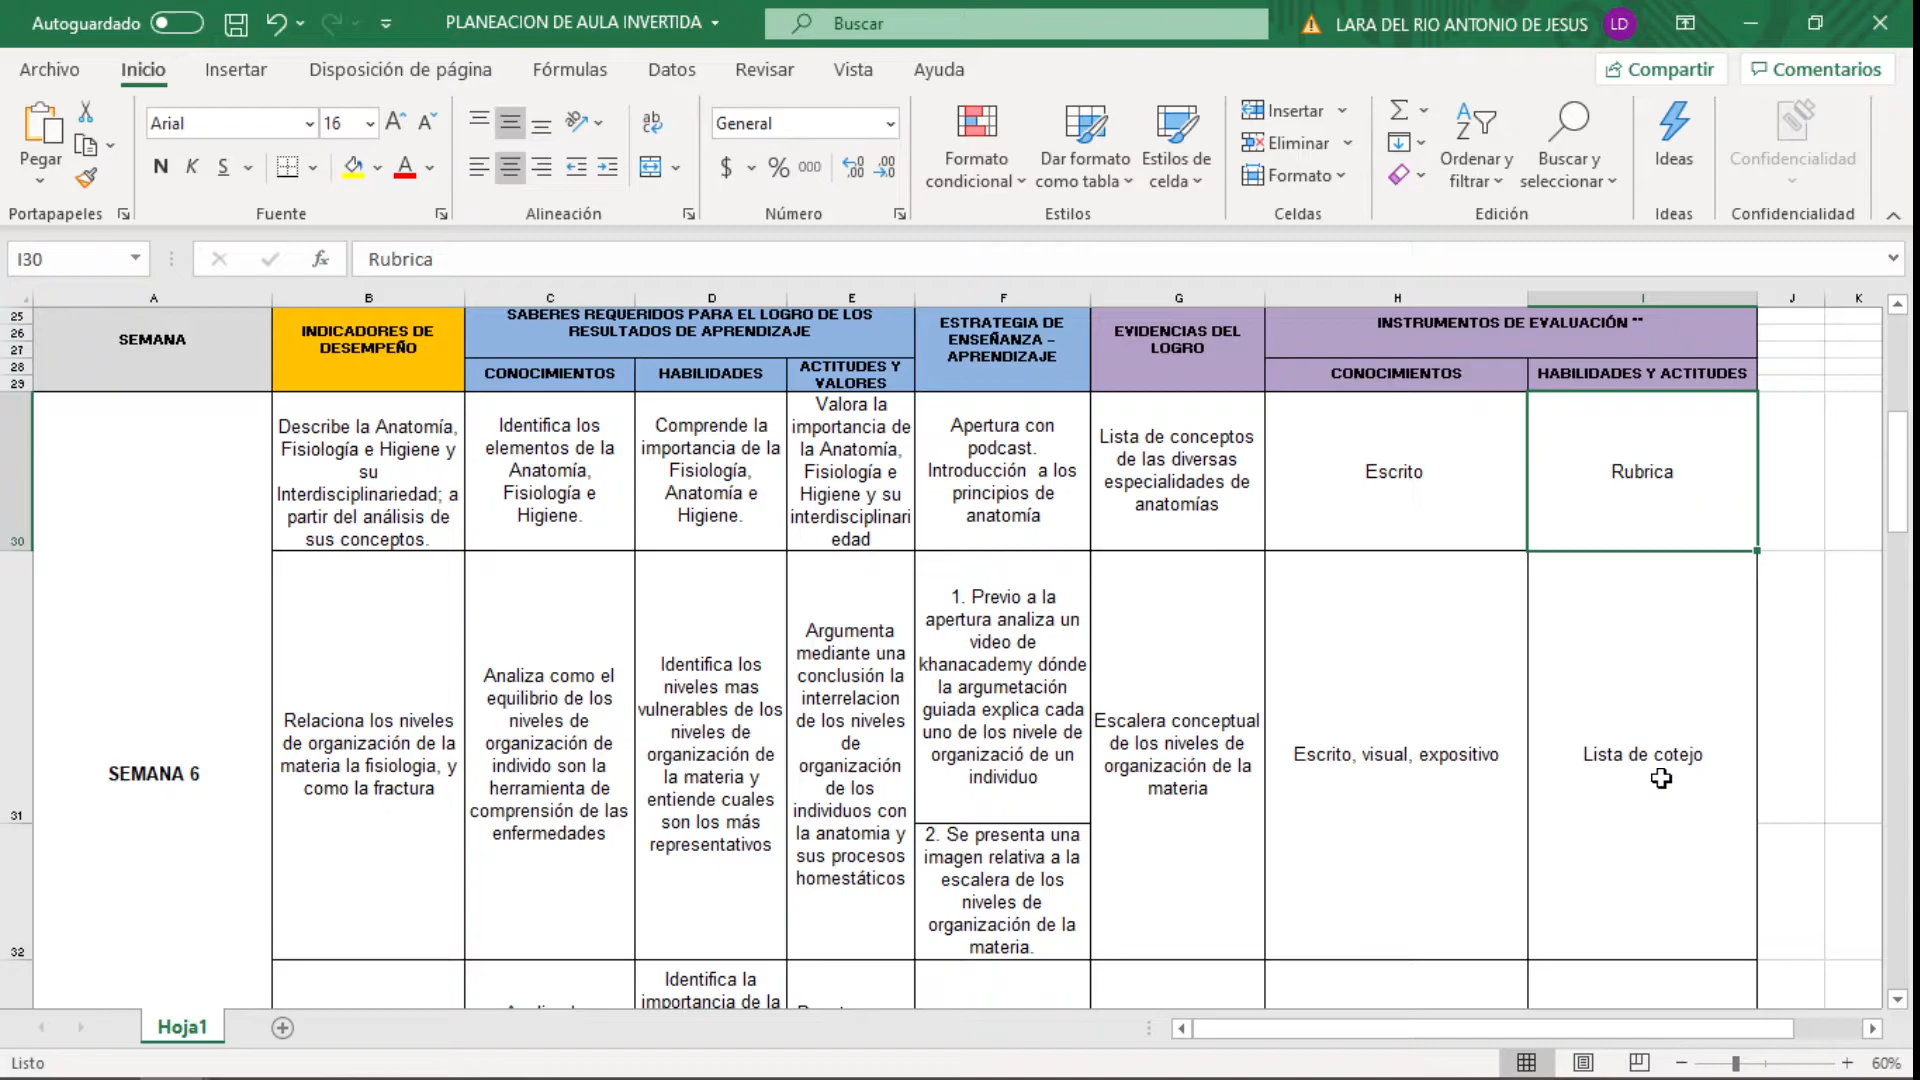 Autoguardado
PLANEACION DE AULA INVERTIDA
Buscar
LARA DEL RIO ANTONIO DE JESUS
LD
Archivo
Inicio
Insertar
Disposición de página
Fórmulas
Datos
Revisar
Vista
Ayuda
Compartir
Comentarios
Pegar
Portapapeles
Arial
16
N K S
Fuente
Alineación
General
$ % 000
Número
Formato
condicional
Dar formato
como tabla
Estilos de
celda
Estilos
Insertar
Eliminar
Formato
Celdas
Ordenar y
filtrar
Buscar y
seleccionar
Edición
Ideas
Ideas
Confidencialidad
Confidencialidad
I30
fx
Rubrica
A B C D E F G H I J K
25
26
27
28
29
30
31
32
SEMANA
INDICADORES DE
DESEMPEÑO
SABERES REQUERIDOS PARA EL LOGRO DE LOS
RESULTADOS DE APRENDIZAJE
CONOCIMIENTOS
HABILIDADES
ACTITUDES Y
VALORES
ESTRATEGIA DE
ENSEÑANZA -
APRENDIZAJE
EVIDENCIAS DEL
LOGRO
INSTRUMENTOS DE EVALUACIÓN **
CONOCIMIENTOS
HABILIDADES Y ACTITUDES
SEMANA 6
Describe la Anatomía,
Fisiología e Higiene y
su
Interdisciplinariedad; a
partir del análisis de
sus conceptos.
Identifica los
elementos de la
Anatomía,
Fisiología e
Higiene.
Comprende la
importancia de la
Fisiología,
Anatomía e
Higiene.
Valora la
importancia de
la Anatomía,
Fisiología e
Higiene y su
interdisciplinari
edad
Apertura con
podcast.
Introducción a los
principios de
anatomía
Lista de conceptos
de las diversas
especialidades de
anatomías
Escrito
Rubrica
Relaciona los niveles
de organización de la
materia la fisiologia, y
como la fractura
Analiza como el
equilibrio de los
niveles de
organización de
individo son la
herramienta de
comprensión de las
enfermedades
Identifica los
niveles mas
vulnerables de los
niveles de
organización de
la materia y
entiende cuales
son los más
representativos
Argumenta
mediante una
conclusión la
interrelacion
de los niveles
de
organización
de los
individuos con
la anatomia y
sus procesos
homestáticos
1. Previo a la
apertura analiza un
video de
khanacademy dónde
la argumetación
guiada explica cada
uno de los nivele de
organizació de un
individuo
2. Se presenta una
imagen relativa a la
escalera de los
niveles de
organización de la
materia.
Escalera conceptual
de los niveles de
organización de la
materia
Escrito, visual, expositivo
Lista de cotejo
Identifica la
importancia de la
Hoja1
Listo
60%